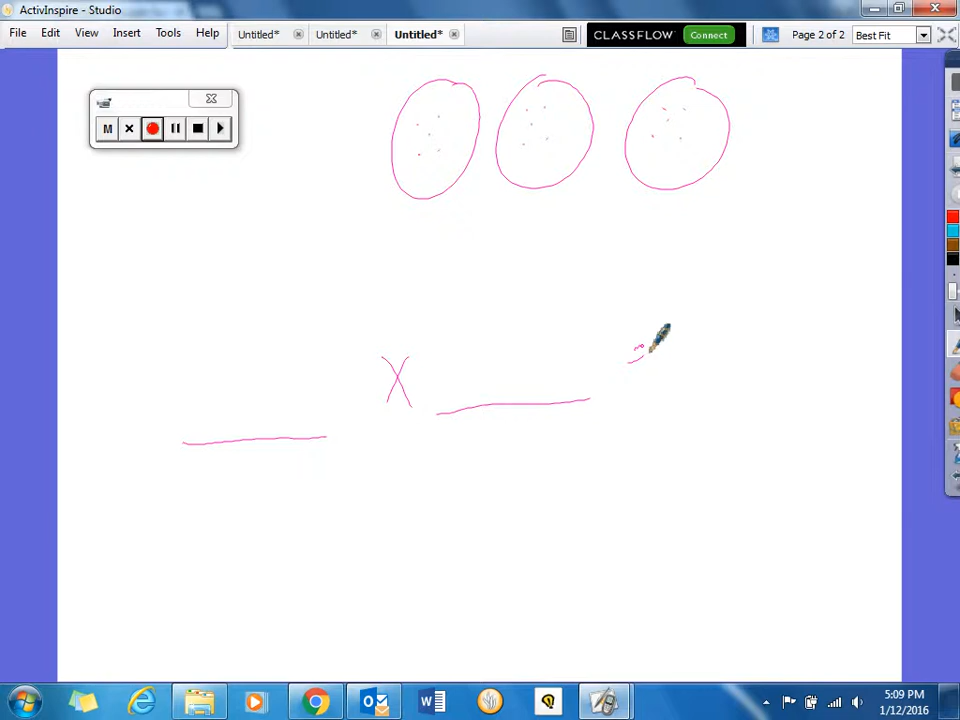 ActivInspire - Studio
File Edit View Insert Tools Help Untitled* Untitled* Untitled* CLASSFLOW Connect Page 2 of 2 Best Fit
M
X
=
5:09 PM
1/12/2016